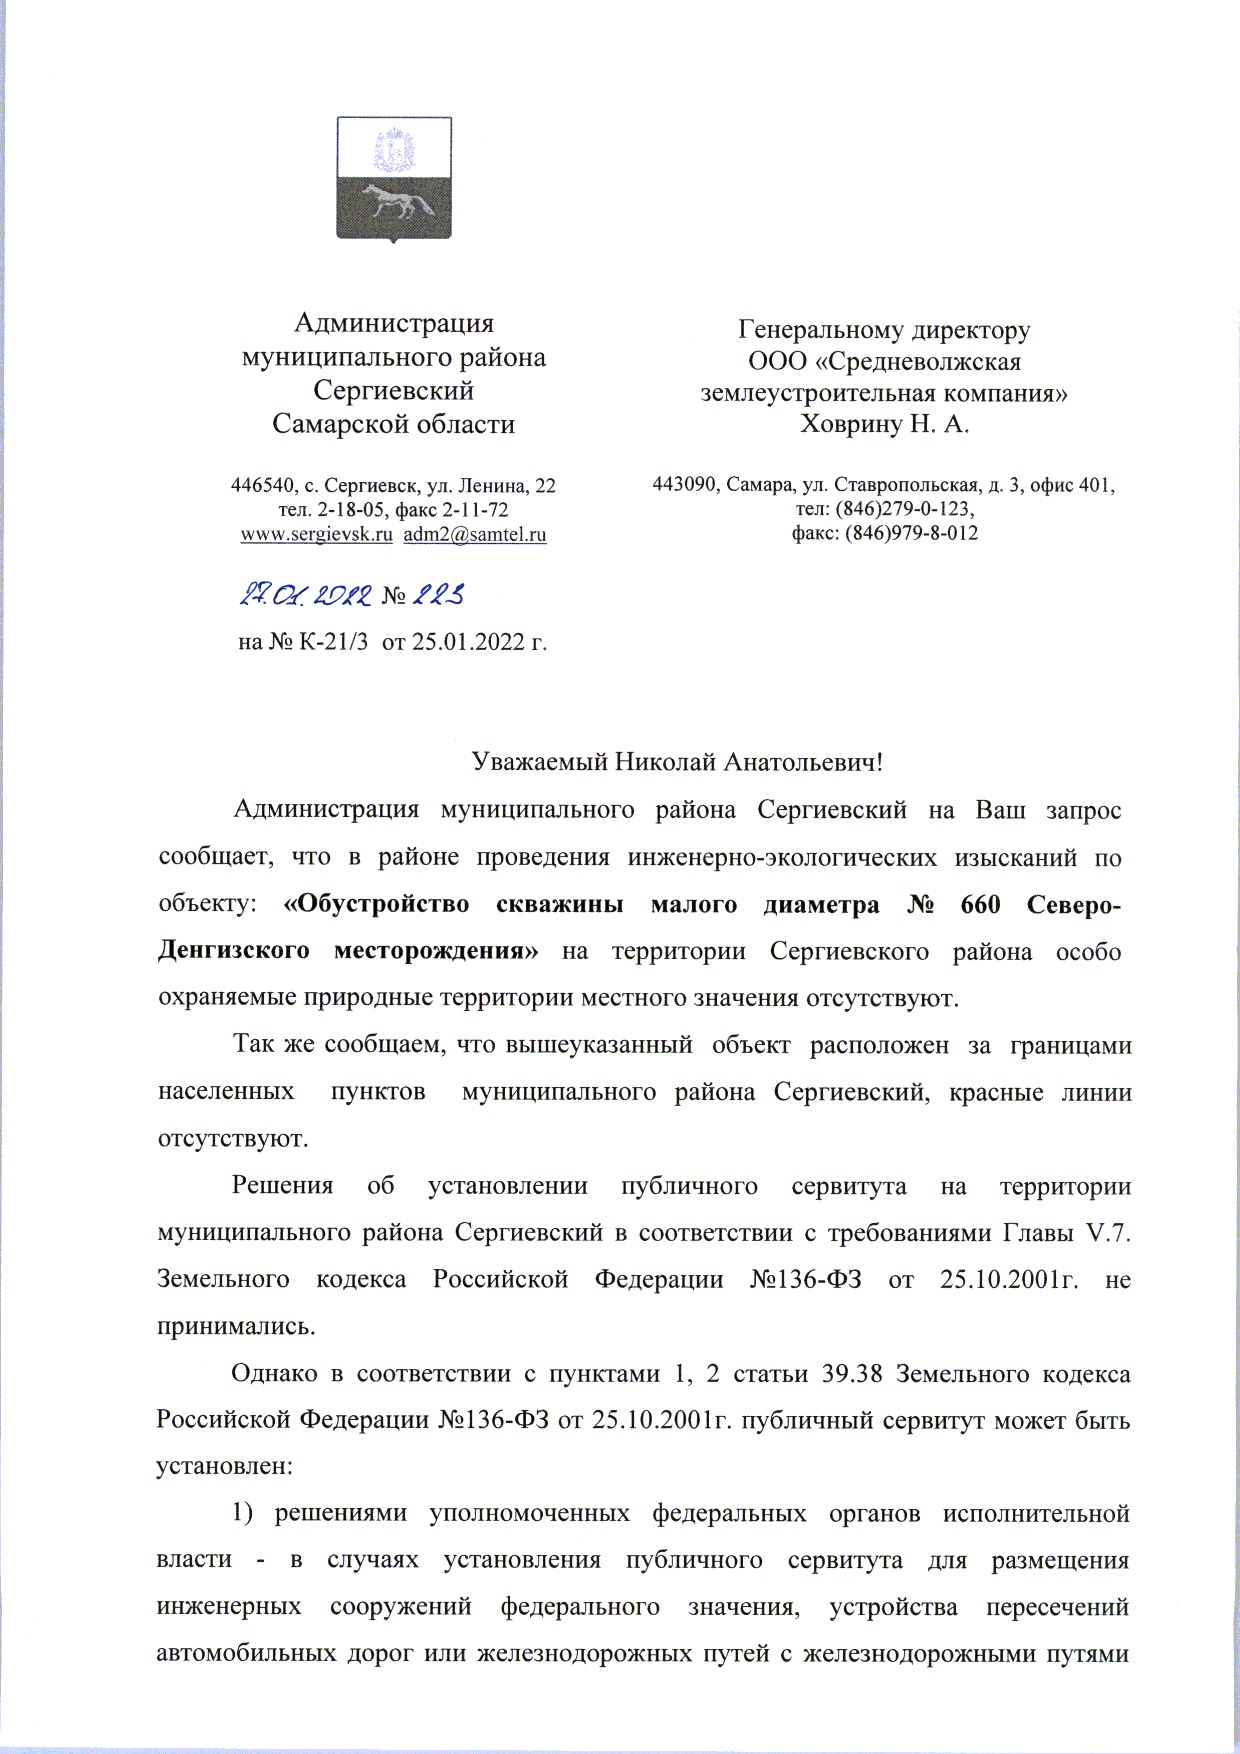 Администрация
муниципального района
Сергиевский
Самарской области
446540, с. Сергиевск, ул. Ленина, 22
тел. 2-18-05, факс 2-11-72
www.sergievsk.ru adm2@samtel.ru
27.01.2022 № 223
на № К-21/3 от 25.01.2022 г.
Генеральному директору
ООО «Средневолжская
землеустроительная компания»
Ховрину Н. А.
443090, Самара, ул. Ставропольская, д. 3, офис 401,
тел: (846)279-0-123,
факс: (846)979-8-012
Уважаемый Николай Анатольевич!
Администрация муниципального района Сергиевский на Ваш запрос
сообщает, что в районе проведения инженерно-экологических изысканий по
объекту: «Обустройство скважины малого диаметра № 660 Северо-
Денгизского месторождения» на территории Сергиевского района особо
охраняемые природные территории местного значения отсутствуют.
Так же сообщаем, что вышеуказанный объект расположен за границами
населенных пунктов муниципального района Сергиевский, красные линии
отсутствуют.
Решения об установлении публичного сервитута на территории
муниципального района Сергиевский в соответствии с требованиями Главы V.7.
Земельного кодекса Российской Федерации №136-ФЗ от 25.10.2001г. не
принимались.
Однако в соответствии с пунктами 1, 2 статьи 39.38 Земельного кодекса
Российской Федерации №136-ФЗ от 25.10.2001г. публичный сервитут может быть
установлен:
1) решениями уполномоченных федеральных органов исполнительной
власти - в случаях установления публичного сервитута для размещения
инженерных сооружений федерального значения, устройства пересечений
автомобильных дорог или железнодорожных путей с железнодорожными путями